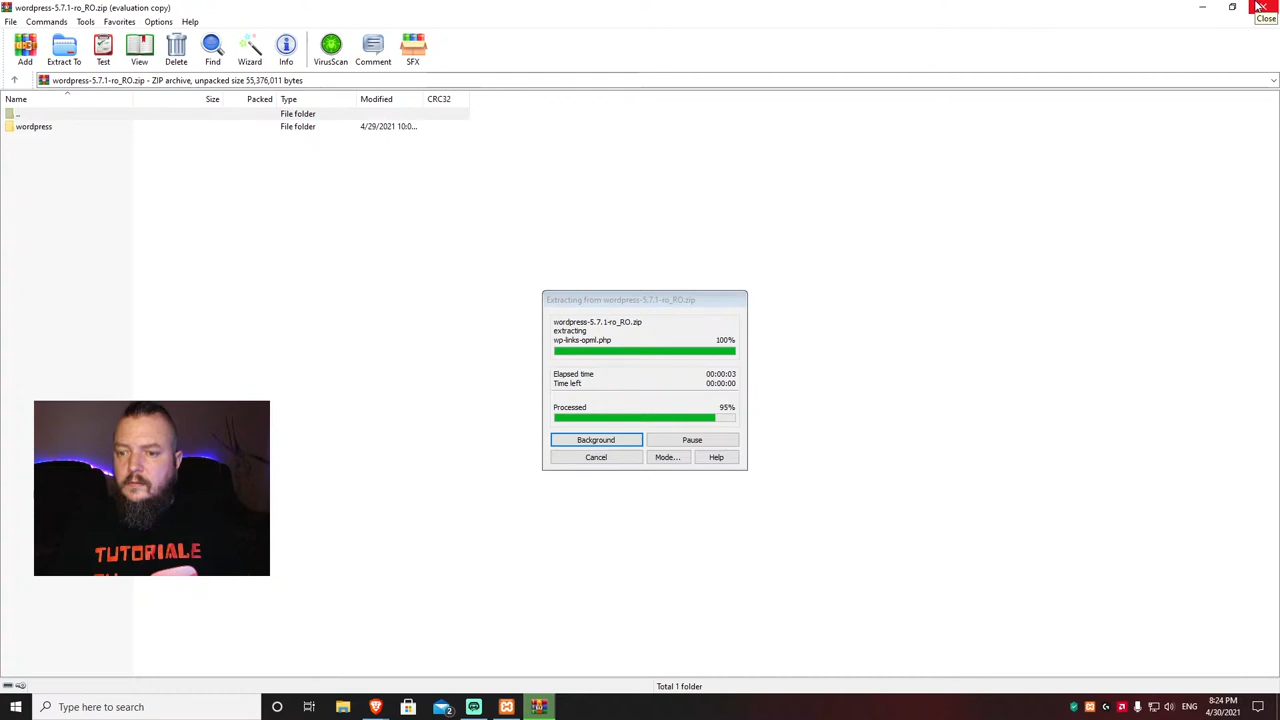 wordpress-5.7.1-ro_RO.zip (evaluation copy)
Close
File Commands Tools Favorites Options Help
Add Extract To Test View Delete Find Wizard Info VirusScan Comment SFX
wordpress-5.7.1-ro_RO.zip - ZIP archive, unpacked size 55,376,011 bytes
Name Size Packed Type Modified CRC32
.. File folder
wordpress File folder 4/29/2021 10:0...
Extracting from wordpress-5.7.1-ro_RO.zip
wordpress-5.7.1-ro_RO.zip
extracting
wp-links-opml.php 100%
Elapsed time 00:00:03
Time left 00:00:00
Processed 95%
Background Pause
Cancel Mode... Help
TUTORIALE
Total 1 folder
Type here to search
2
ENG
8:24 PM
4/30/2021